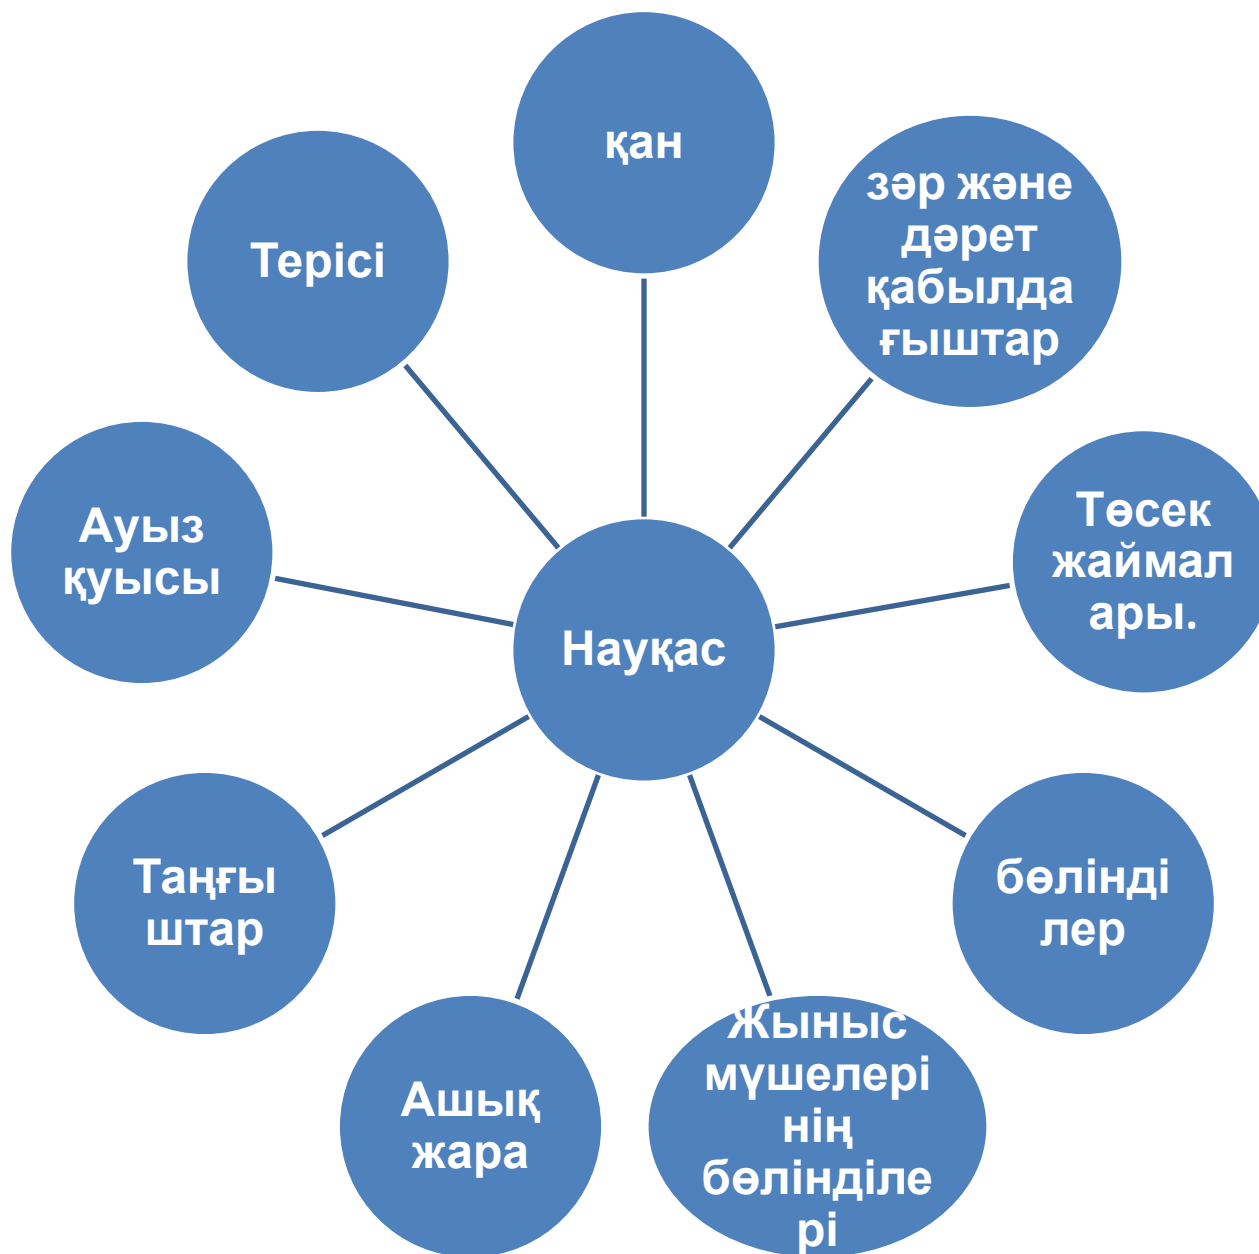 қан
зәр және
дәрет
қабылда
ғыштар
Терісі
Төсек
жаймал
ары.
Ауыз
қуысы
Науқас
Таңғы
штар
бөлінді
лер
Ашық
жара
Жыныс
мүшелері
нің
бөлінділе
рі